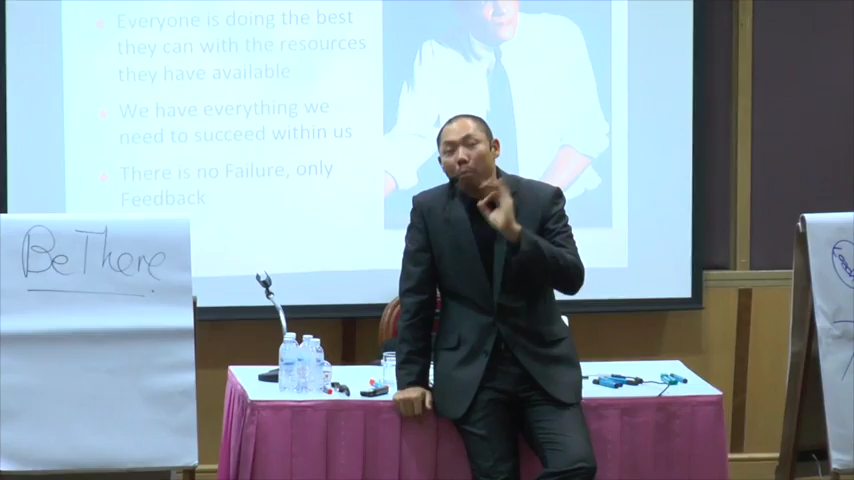 Everyone is doing the best
they can with the resources
they have available
We have everything we
need to succeed within us
There is no Failure, only
Feedback
Be There